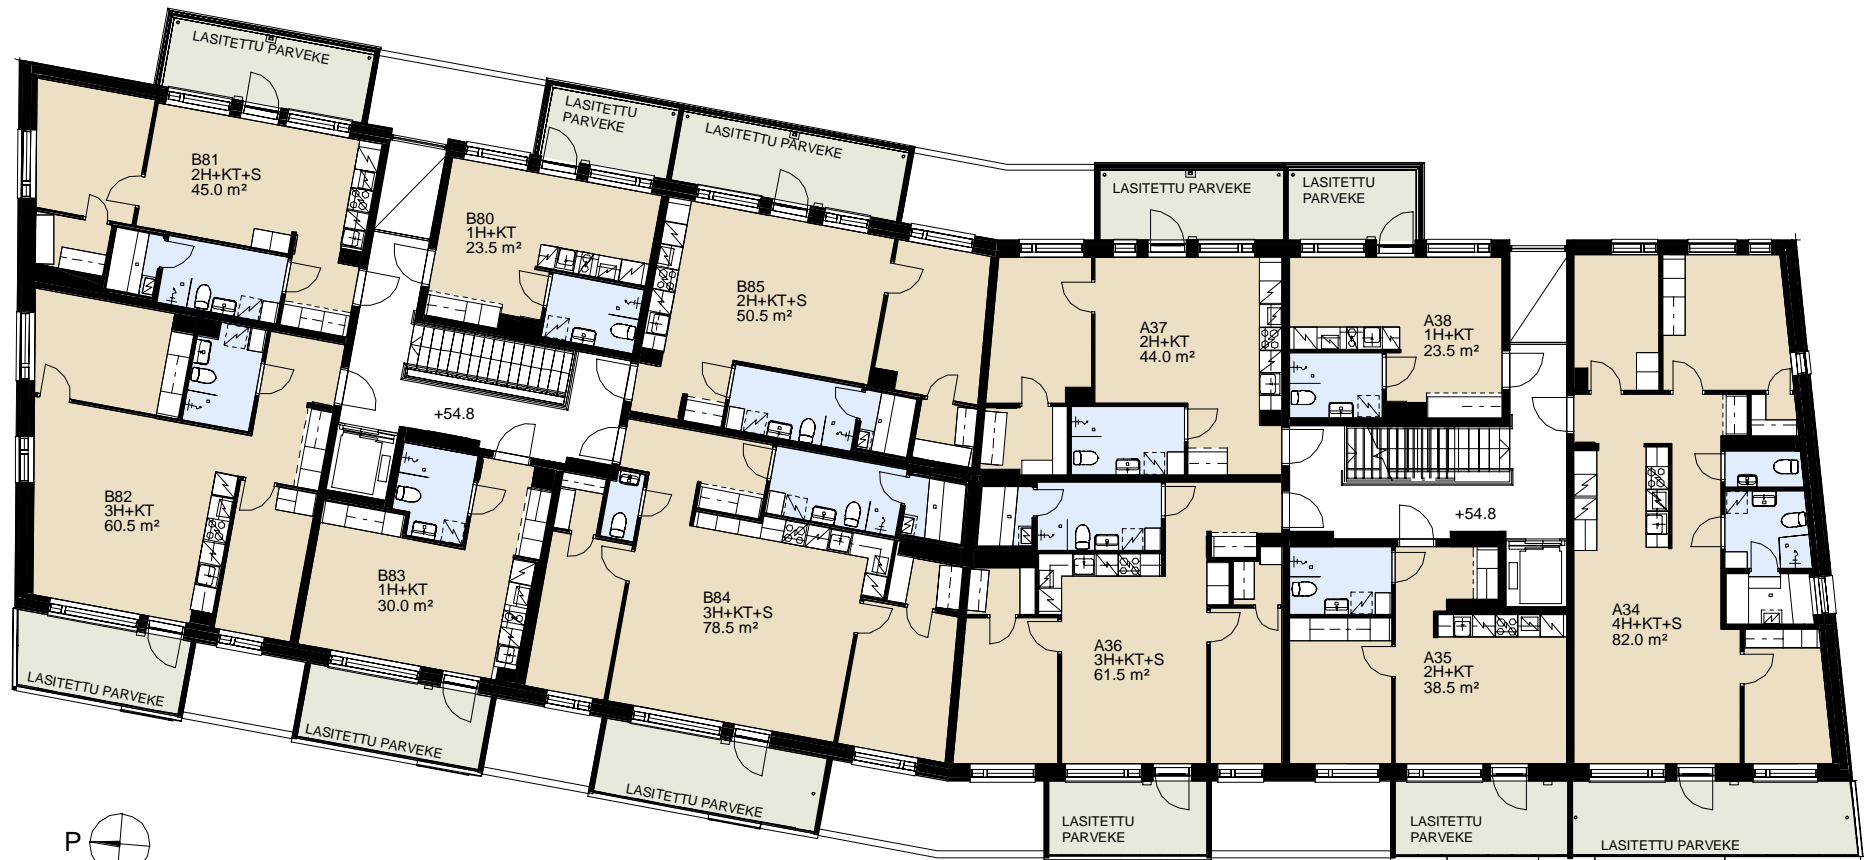 LASITETTU PARVEKE
LASITETTU
PARVEKE
LASITETTU PARVEKE
LASITETTU PARVEKE
LASITETTU
PARVEKE
B81
2H+KT+S
45.0 m²
B80
1H+KT
23.5 m²
B85
2H+KT+S
50.5 m²
A37
2H+KT
44.0 m²
A38
1H+KT
23.5 m²
+54.8
+54.8
B82
3H+KT
60.5 m²
B83
1H+KT
30.0 m²
B84
3H+KT+S
78.5 m²
A36
3H+KT+S
61.5 m²
A35
2H+KT
38.5 m²
A34
4H+KT+S
82.0 m²
LASITETTU PARVEKE
LASITETTU PARVEKE
LASITETTU PARVEKE
LASITETTU
PARVEKE
LASITETTU
PARVEKE
LASITETTU PARVEKE
P